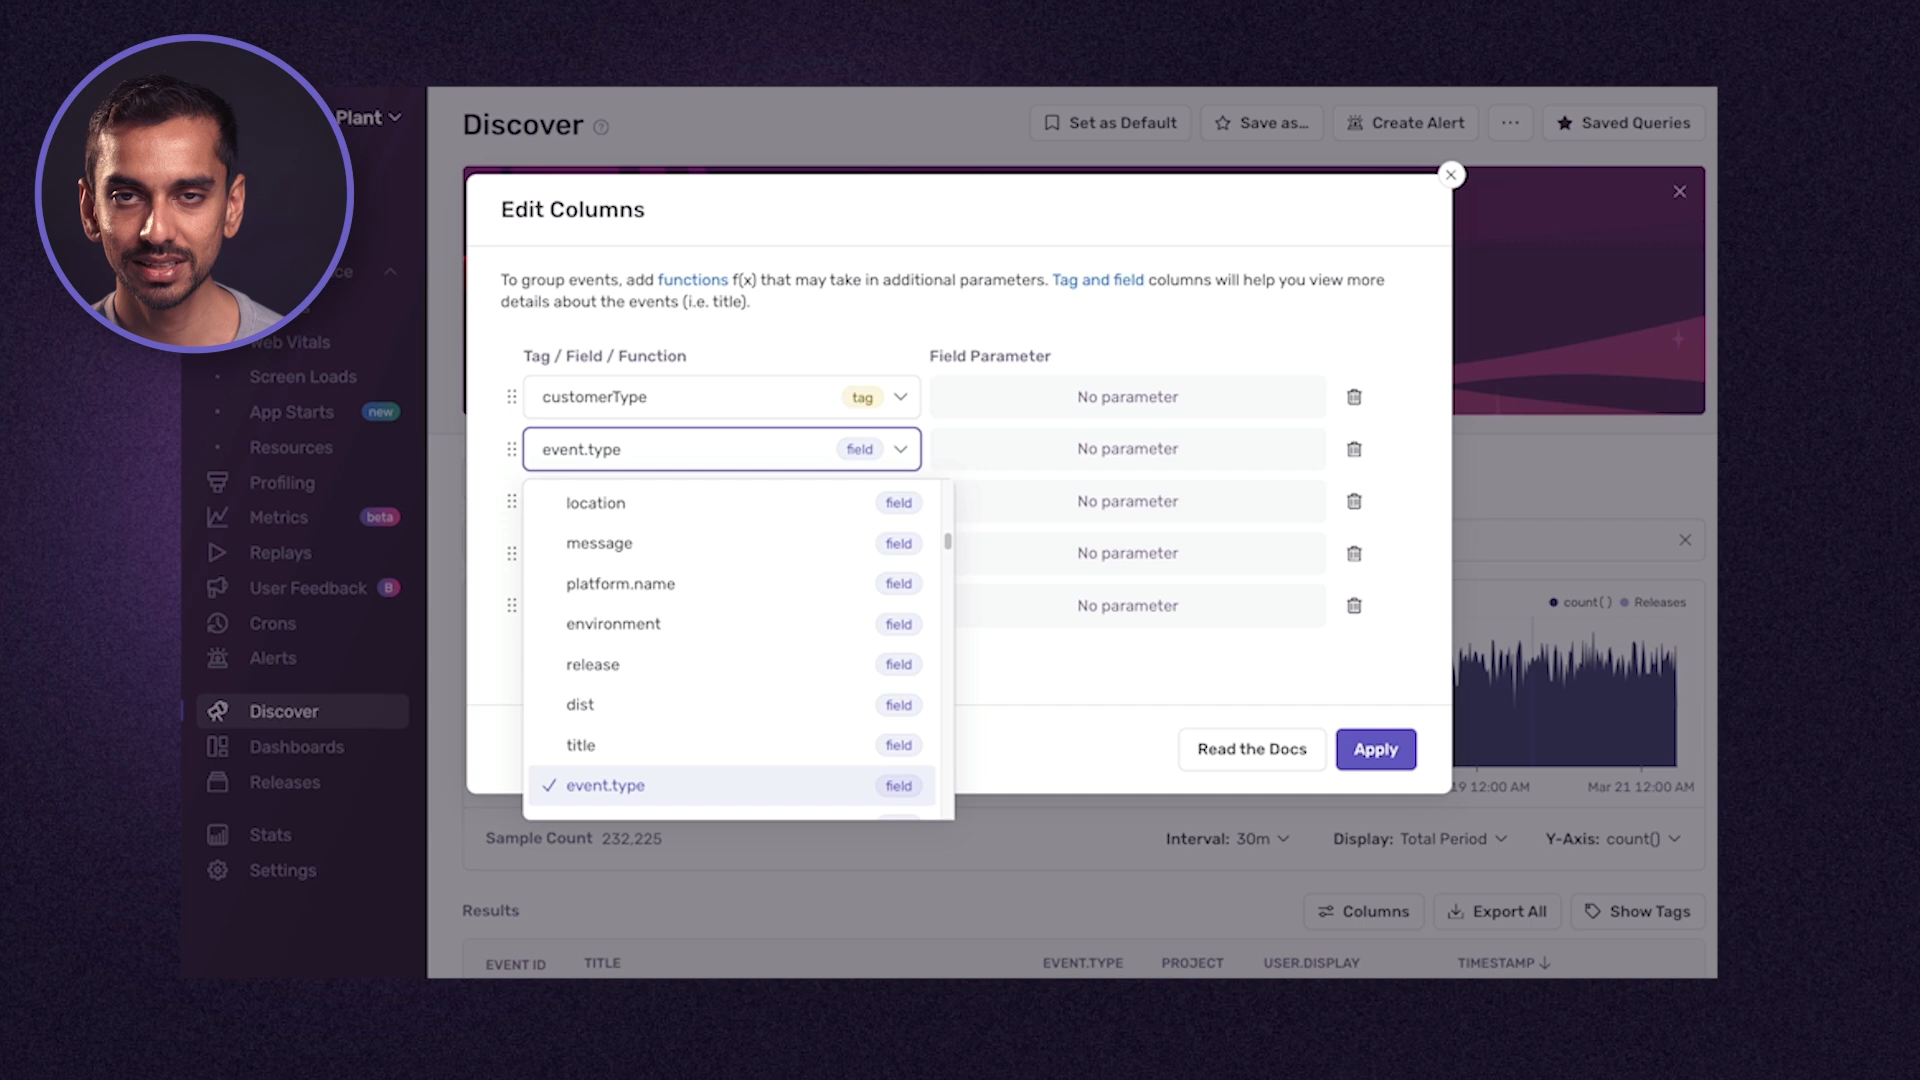 Plant
ce
Web Vitals
Screen Loads
App Starts new
Resources
Profiling
Metrics beta
Replays
User Feedback B
Crons
Alerts
Discover
Dashboards
Releases
Stats
Settings
Discover
Set as Default
Save as...
Create Alert
Saved Queries
Edit Columns
To group events, add functions f(x) that may take in additional parameters. Tag and field columns will help you view more
details about the events (i.e. title).
Tag / Field / Function Field Parameter
customerType tag No parameter
event.type field No parameter
No parameter
No parameter
No parameter
location field
message field
platform.name field
environment field
release field
dist field
title field
event.type field
Read the Docs Apply
count() Releases
19 12:00 AM Mar 21 12:00 AM
Sample Count 232,225 Interval: 30m Display: Total Period Y-Axis: count()
Results Columns Export All Show Tags
EVENT ID TITLE EVENT.TYPE PROJECT USER.DISPLAY TIMESTAMP